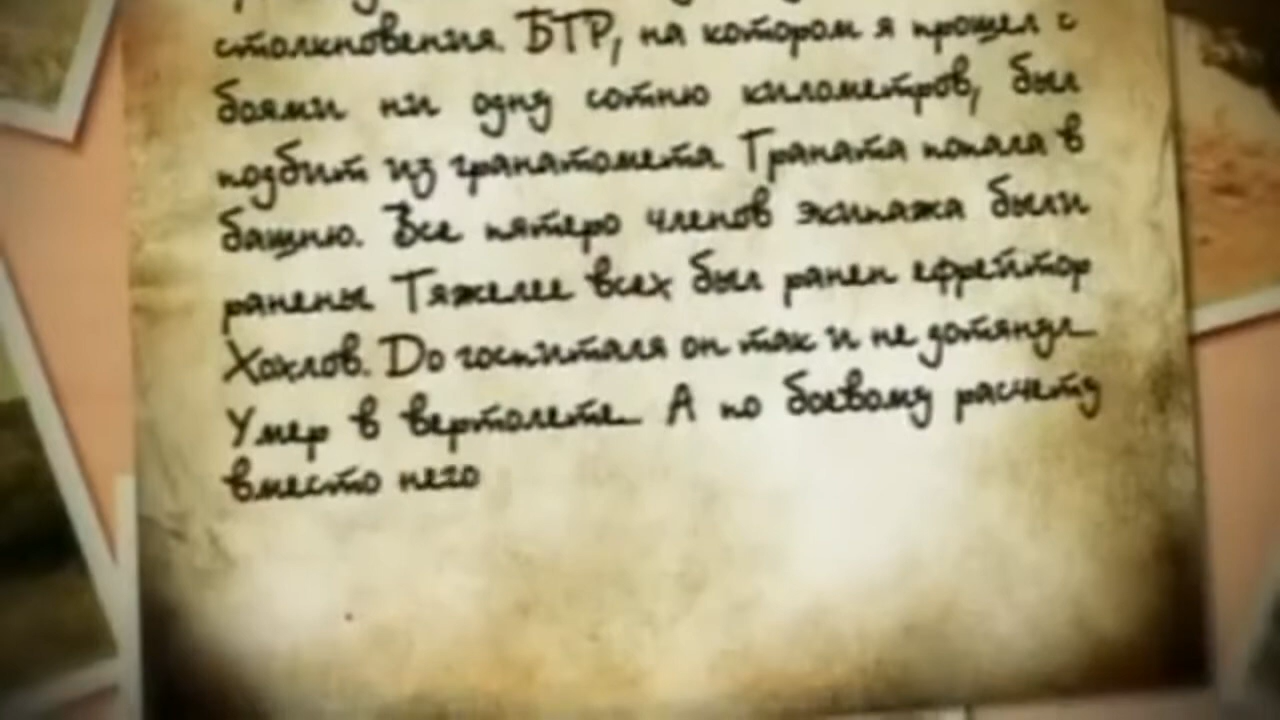 столкновения. БТР, на котором я прошел с
боями ни одну сотню километров, был
подбит из гранатомета. Граната попала в
башню. Все пятеро членов экипажа были
ранены. Тяжелее всех был ранен ефрейтор
Хохлов. До госпиталя он так и не дотянул...
Умер в вертолете... А по боевому расчету
вместо него